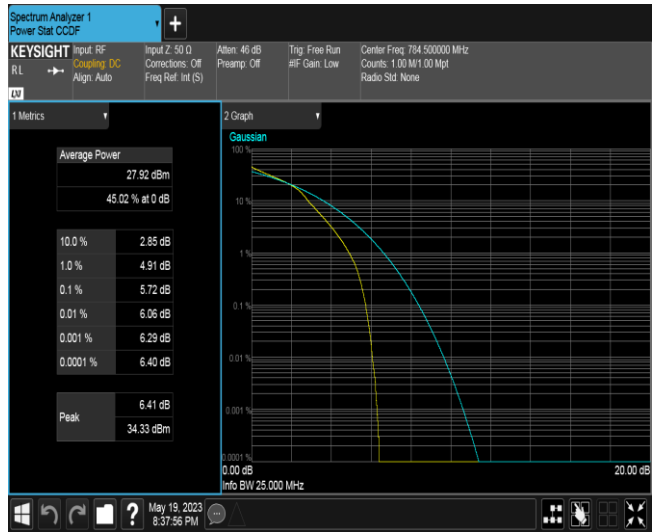 Spectrum Analyzer 1
Power Stat CCDF
+
KEYSIGHT
RL
LXI
Input: RF
Coupling: DC
Align: Auto
Input Z: 50 Ω
Corrections: Off
Freq Ref: Int (S)
Atten: 46 dB
Preamp: Off
Trig: Free Run
#IF Gain: Low
Center Freq: 784.500000 MHz
Counts: 1.00 M/1.00 Mpt
Radio Std: None
1 Metrics
Average Power
27.92 dBm
45.02 % at 0 dB
10.0 % 2.85 dB
1.0 % 4.91 dB
0.1 % 5.72 dB
0.01 % 6.06 dB
0.001 % 6.29 dB
0.0001 % 6.40 dB
Peak
6.41 dB
34.33 dBm
2 Graph
Gaussian
100 %
10 %
1 %
0.1 %
0.01 %
0.001 %
0.0001 %
0.00 dB 20.00 dB
Info BW 25.000 MHz
?
May 19, 2023
8:37:56 PM